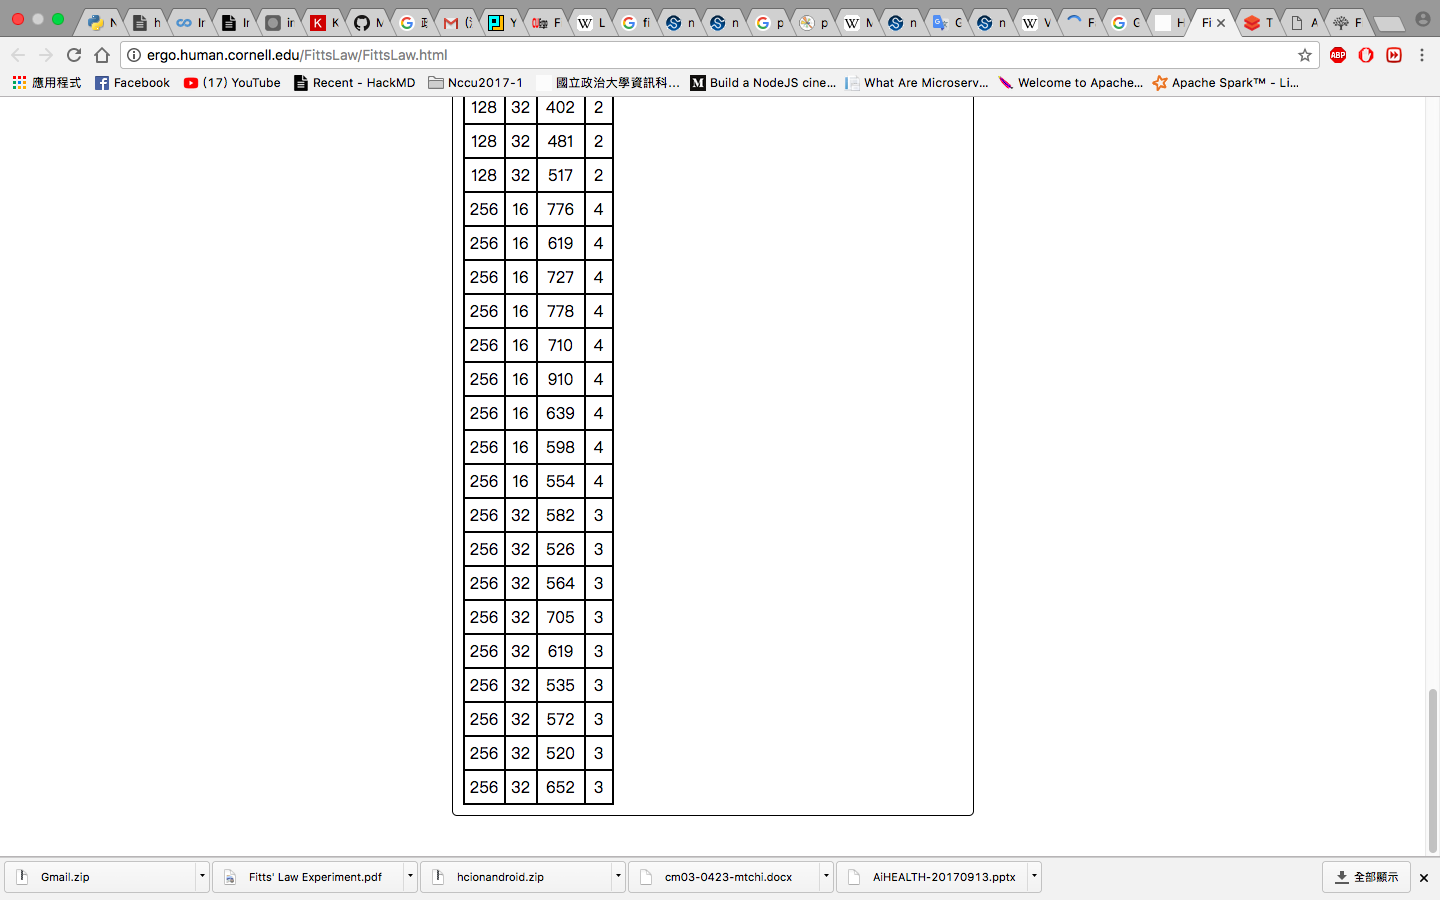 N h Ir Ir ir K M G 政 M Y F L G fi n n G p p M n G n V F G G H Fi T A F
ergo.human.cornell.edu/FittsLaw/FittsLaw.html
應用程式 Facebook (17) YouTube Recent - HackMD Nccu2017-1 國立政治大學資訊科... Build a NodeJS cine... What Are Microserv... Welcome to Apache... Apache Spark™ - Li...
128 32 402 2
128 32 481 2
128 32 517 2
256 16 776 4
256 16 619 4
256 16 727 4
256 16 778 4
256 16 710 4
256 16 910 4
256 16 639 4
256 16 598 4
256 16 554 4
256 32 582 3
256 32 526 3
256 32 564 3
256 32 705 3
256 32 619 3
256 32 535 3
256 32 572 3
256 32 520 3
256 32 652 3
Gmail.zip Fitts' Law Experiment.pdf hcionandroid.zip cm03-0423-mtchi.docx AiHEALTH-20170913.pptx 全部顯示